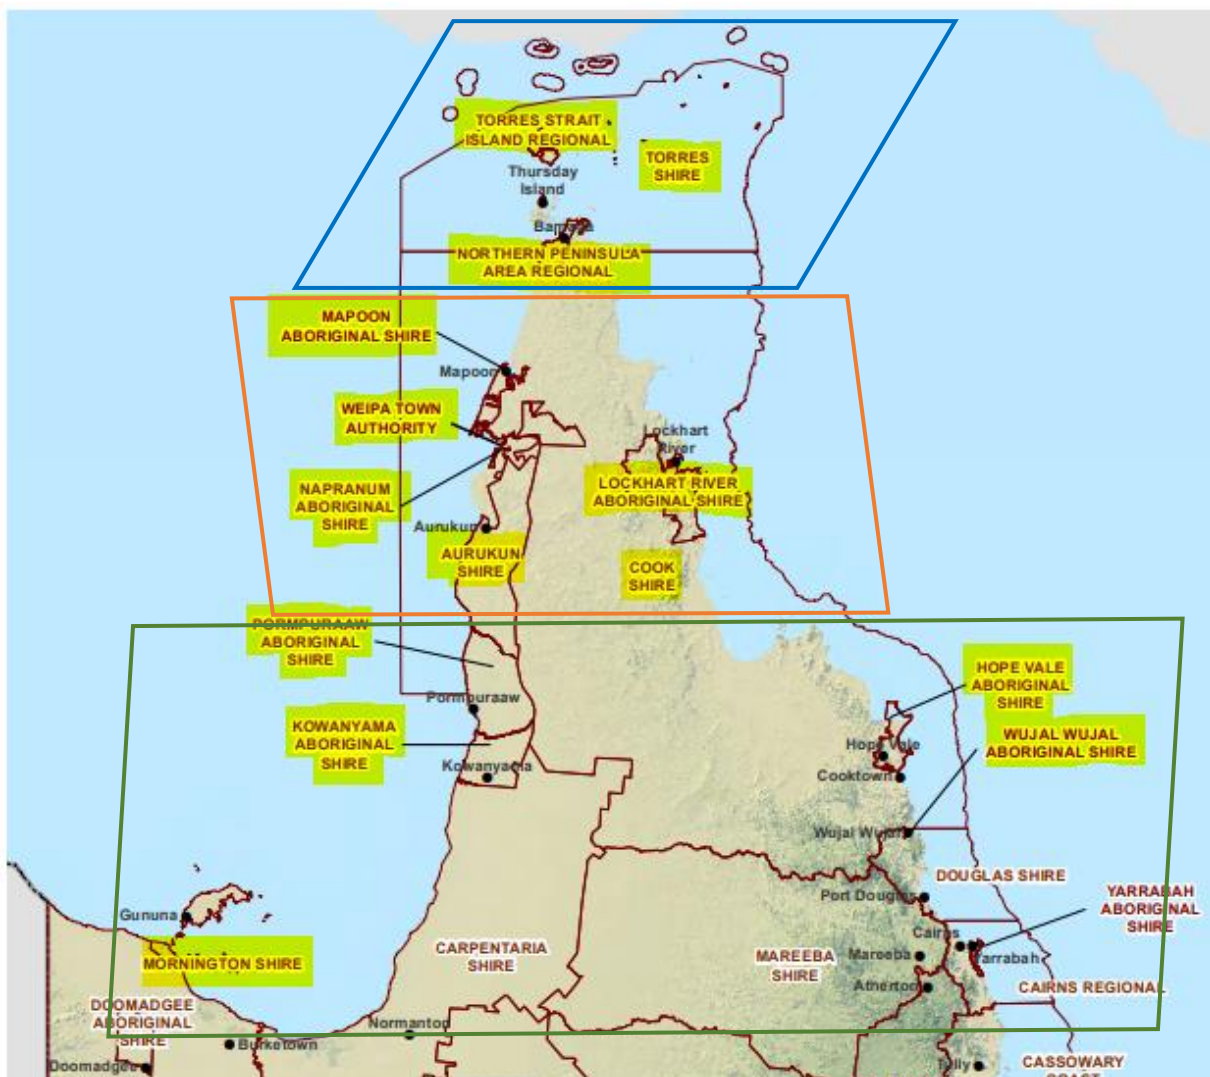 TORRES STRAIT
ISLAND REGIONAL
TORRES
SHIRE
Thursday
Island
Bamaga
NORTHERN PENINSULA
AREA REGIONAL
MAPOON
ABORIGINAL SHIRE
Mapoon
WEIPA TOWN
AUTHORITY
Lockhart
River
LOCKHART RIVER
ABORIGINAL SHIRE
NAPRANUM
ABORIGINAL
SHIRE
Aurukun
AURUKUN
SHIRE
COOK
SHIRE
PORMPURAAW
ABORIGINAL
SHIRE
Pormpuraaw
HOPE VALE
ABORIGINAL
SHIRE
KOWANYAMA
ABORIGINAL
SHIRE
Kowanyama
WUJAL WUJAL
ABORIGINAL SHIRE
Hope Vale
Cooktown
Wujal Wujal
DOUGLAS SHIRE
Port Douglas
YARRABAH
ABORIGINAL
SHIRE
Gununa
Cairns
Yarrabah
MORNINGTON SHIRE
CARPENTARIA
SHIRE
MAREEBA
SHIRE
Mareeba
Atherton
CAIRNS REGIONAL
DOOMADGEE
ABORIGINAL
SHIRE
Normanton
Burketown
Doomadgee
Tully
CASSOWARY
COAST